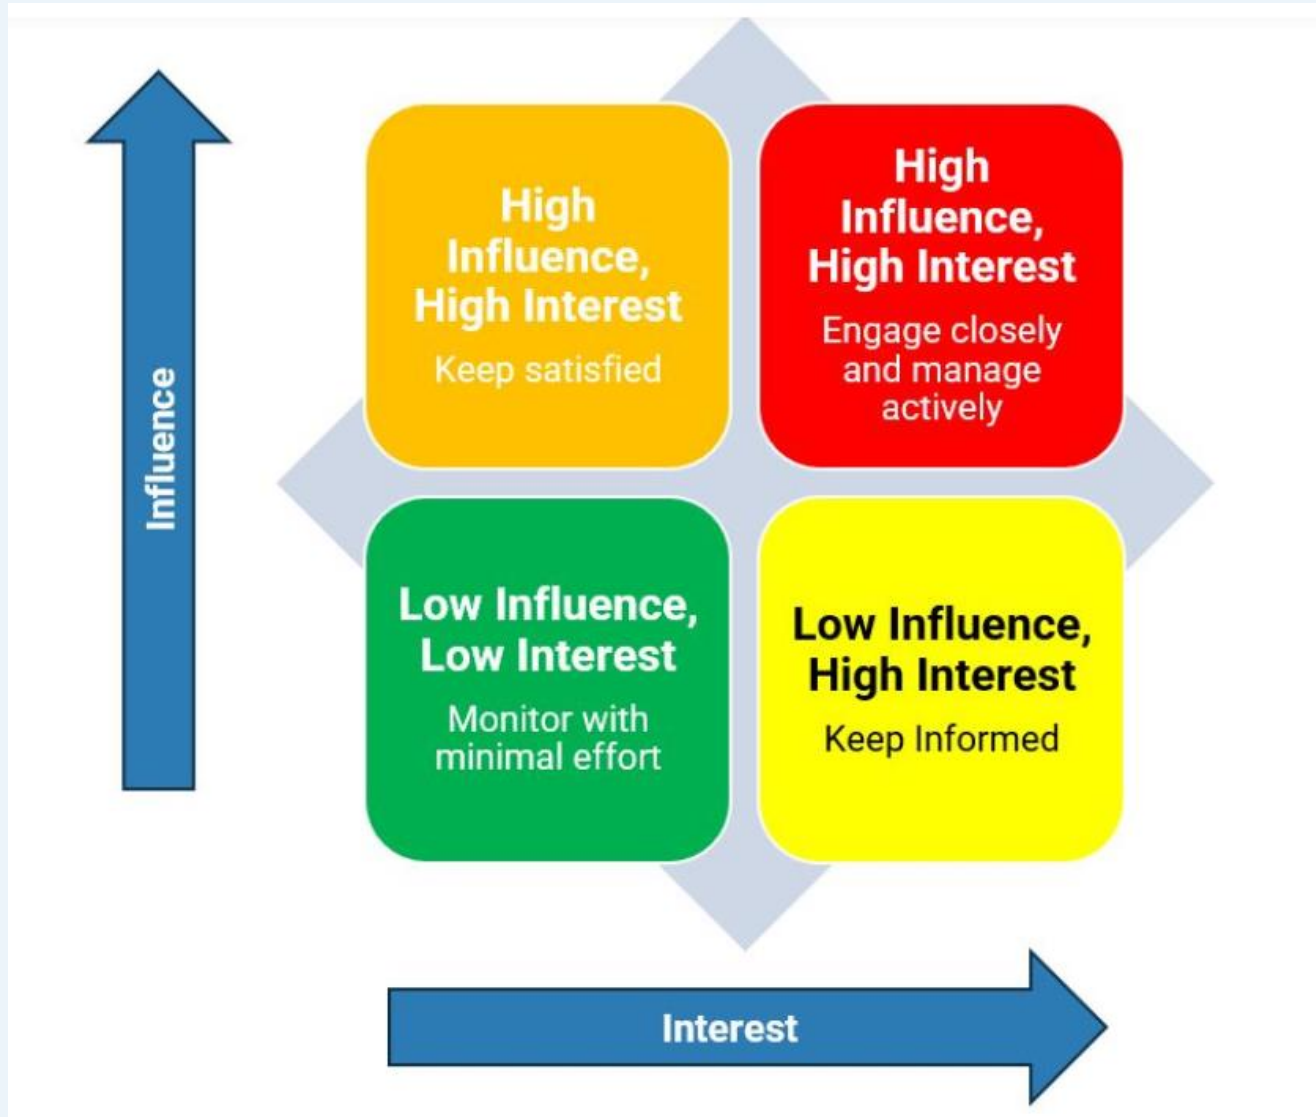 Influence
High
Influence,
High Interest
Keep satisfied
High
Influence,
High Interest
Engage closely
and manage
actively
Low Influence,
Low Interest
Monitor with
minimal effort
Low Influence,
High Interest
Keep Informed
Interest